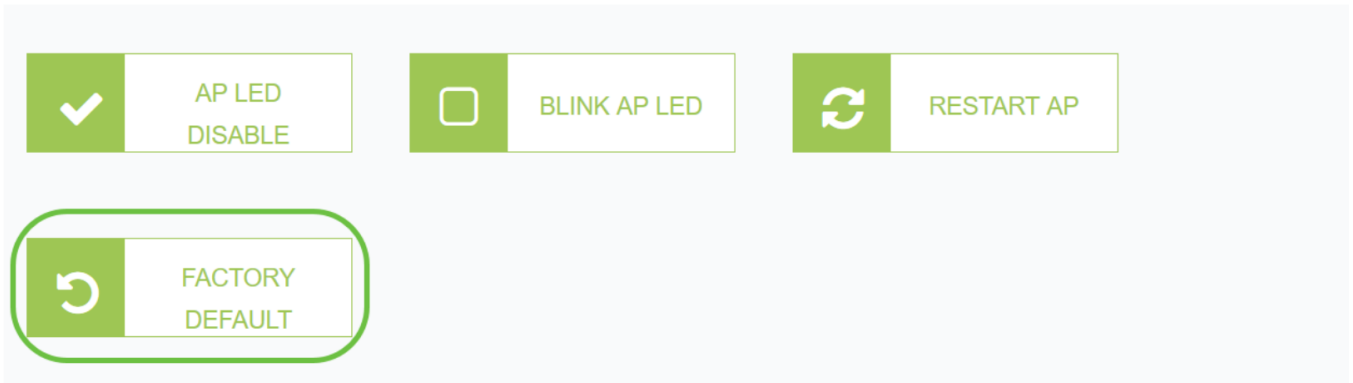 AP LED
DISABLE
BLINK AP LED
RESTART AP
FACTORY
DEFAULT